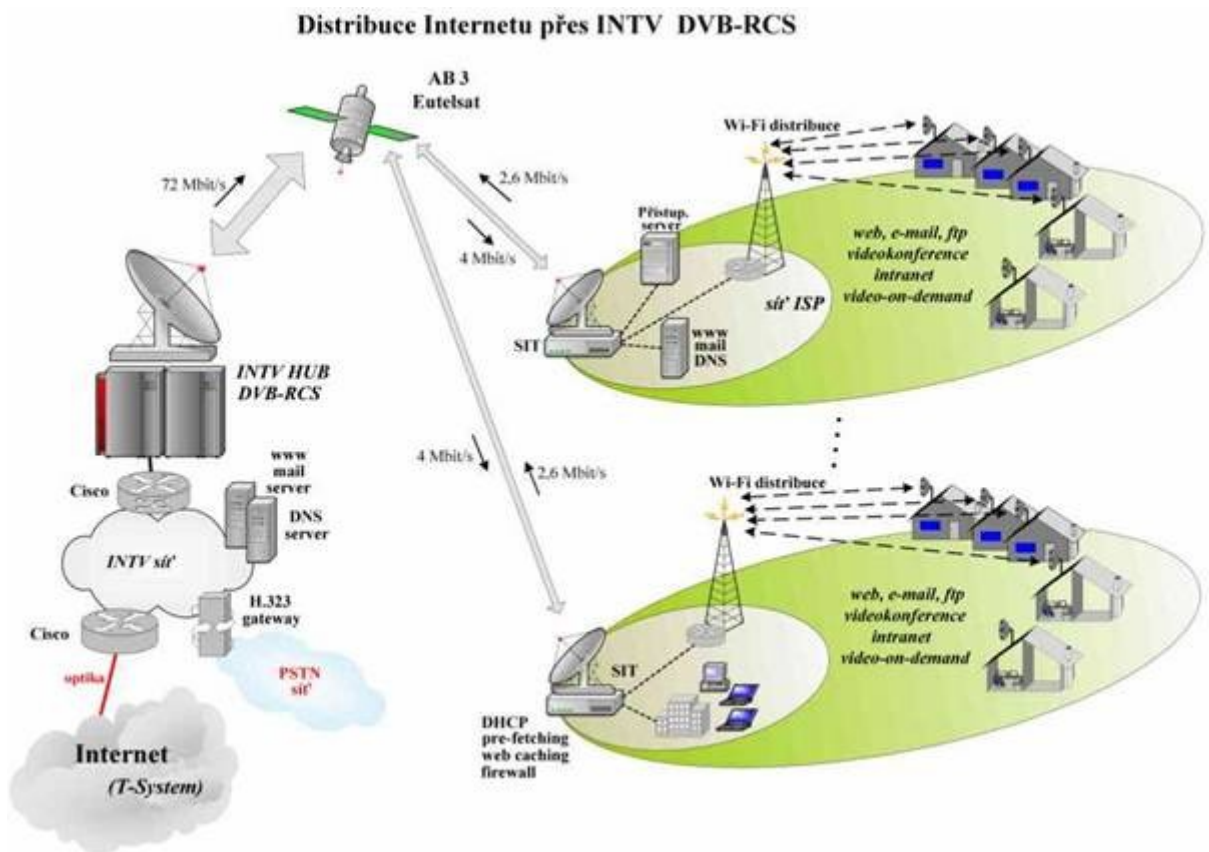 Distribuce Internetu přes INTV DVB-RCS
AB 3
Eutelsat
72 Mbit/s
2,6 Mbit/s
4 Mbit/s
INTV HUB
DVB-RCS
Cisco
www
mail
server
DNS
server
INTV síť
Cisco
H.323
gateway
optika
PSTN
síť
Internet
(T-System)
4 Mbit/s
2,6 Mbit/s
Wi-Fi distribuce
Přístup.
server
síť ISP
SIT
www
mail
DNS
web, e-mail, ftp
videokonference
intranet
video-on-demand
Wi-Fi distribuce
SIT
DHCP
pre-fetching
web caching
firewall
web, e-mail, ftp
videokonference
intranet
video-on-demand